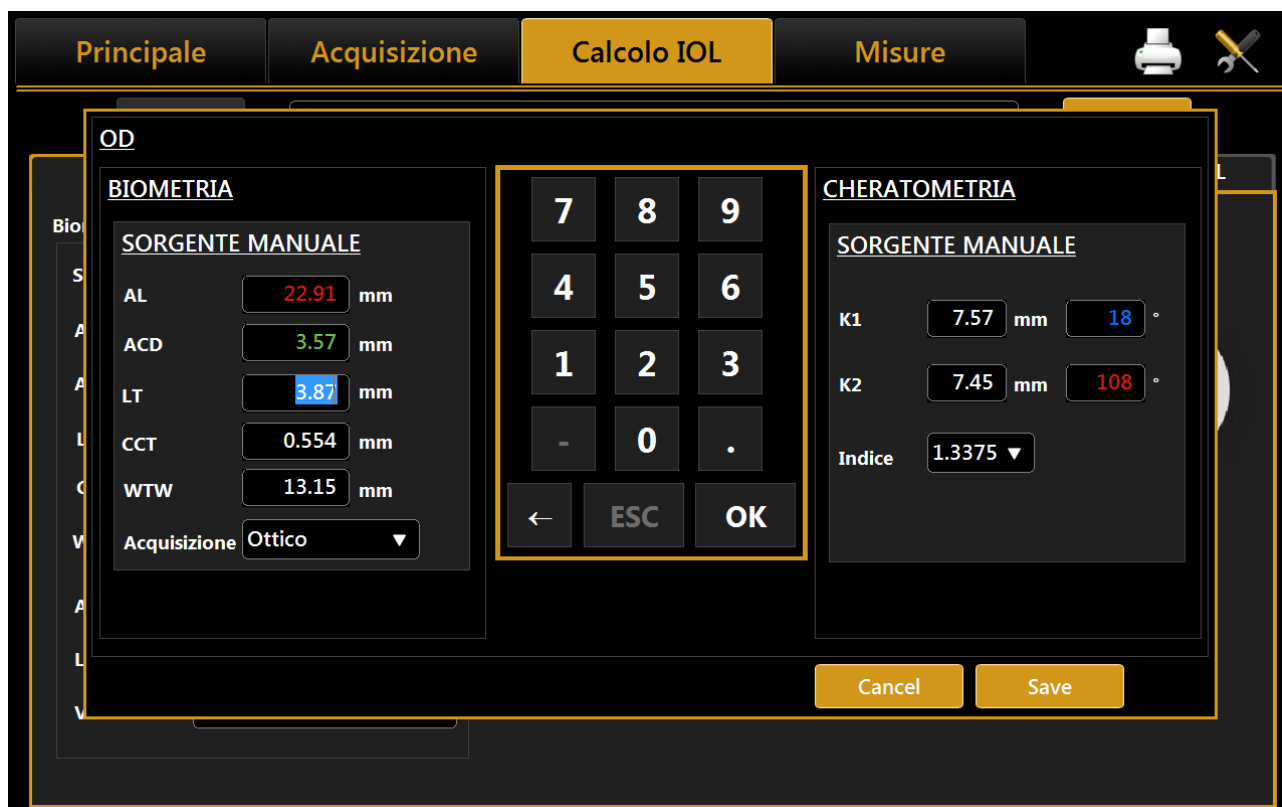 Principale Acquisizione Calcolo IOL Misure
OD
L
BIOMETRIA
SORGENTE MANUALE
AL 22.91 mm
ACD 3.57 mm
LT 3.87 mm
CCT 0.554 mm
WTW 13.15 mm
Acquisizione Ottico ▼
7 8 9
4 5 6
1 2 3
- 0 .
← ESC OK
CHERATOMETRIA
SORGENTE MANUALE
K1 7.57 mm 18 °
K2 7.45 mm 108 °
Indice 1.3375 ▼
Cancel Save